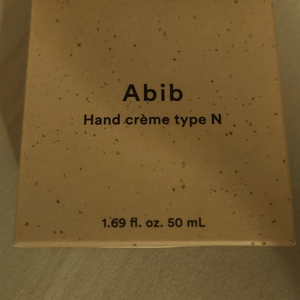 Abib
Hand crème type N
1.69 fl. oz. 50 mL